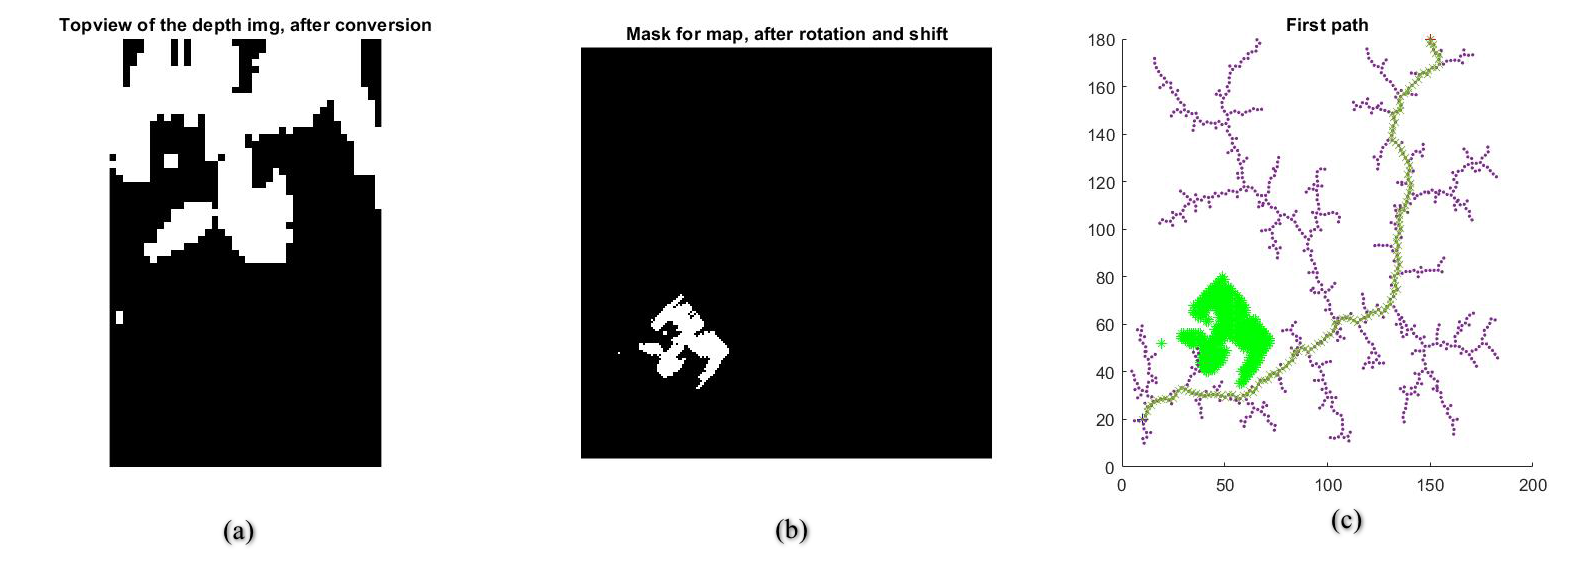 Topview of the depth img, after conversion
Mask for map, after rotation and shift
First path
180
160
140
120
100
80
60
40
20
0
0 50 100 150 200
(a)
(b)
(c)